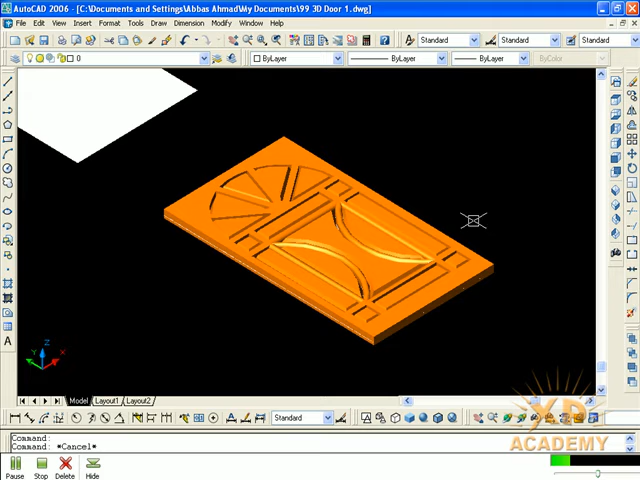 AutoCAD 2006 - [C:\Documents and Settings\Abbas Ahmad\My Documents\99 3D Door 1.dwg]
File Edit View Insert Format Tools Draw Dimension Modify Window Help
Standard Standard Standard
0 ByLayer ByLayer ByLayer ByColor
Z
Y X
Model Layout1 Layout2
Standard
Command:
Command: *Cancel*
XD
ACADEMY
Pause Stop Delete Hide